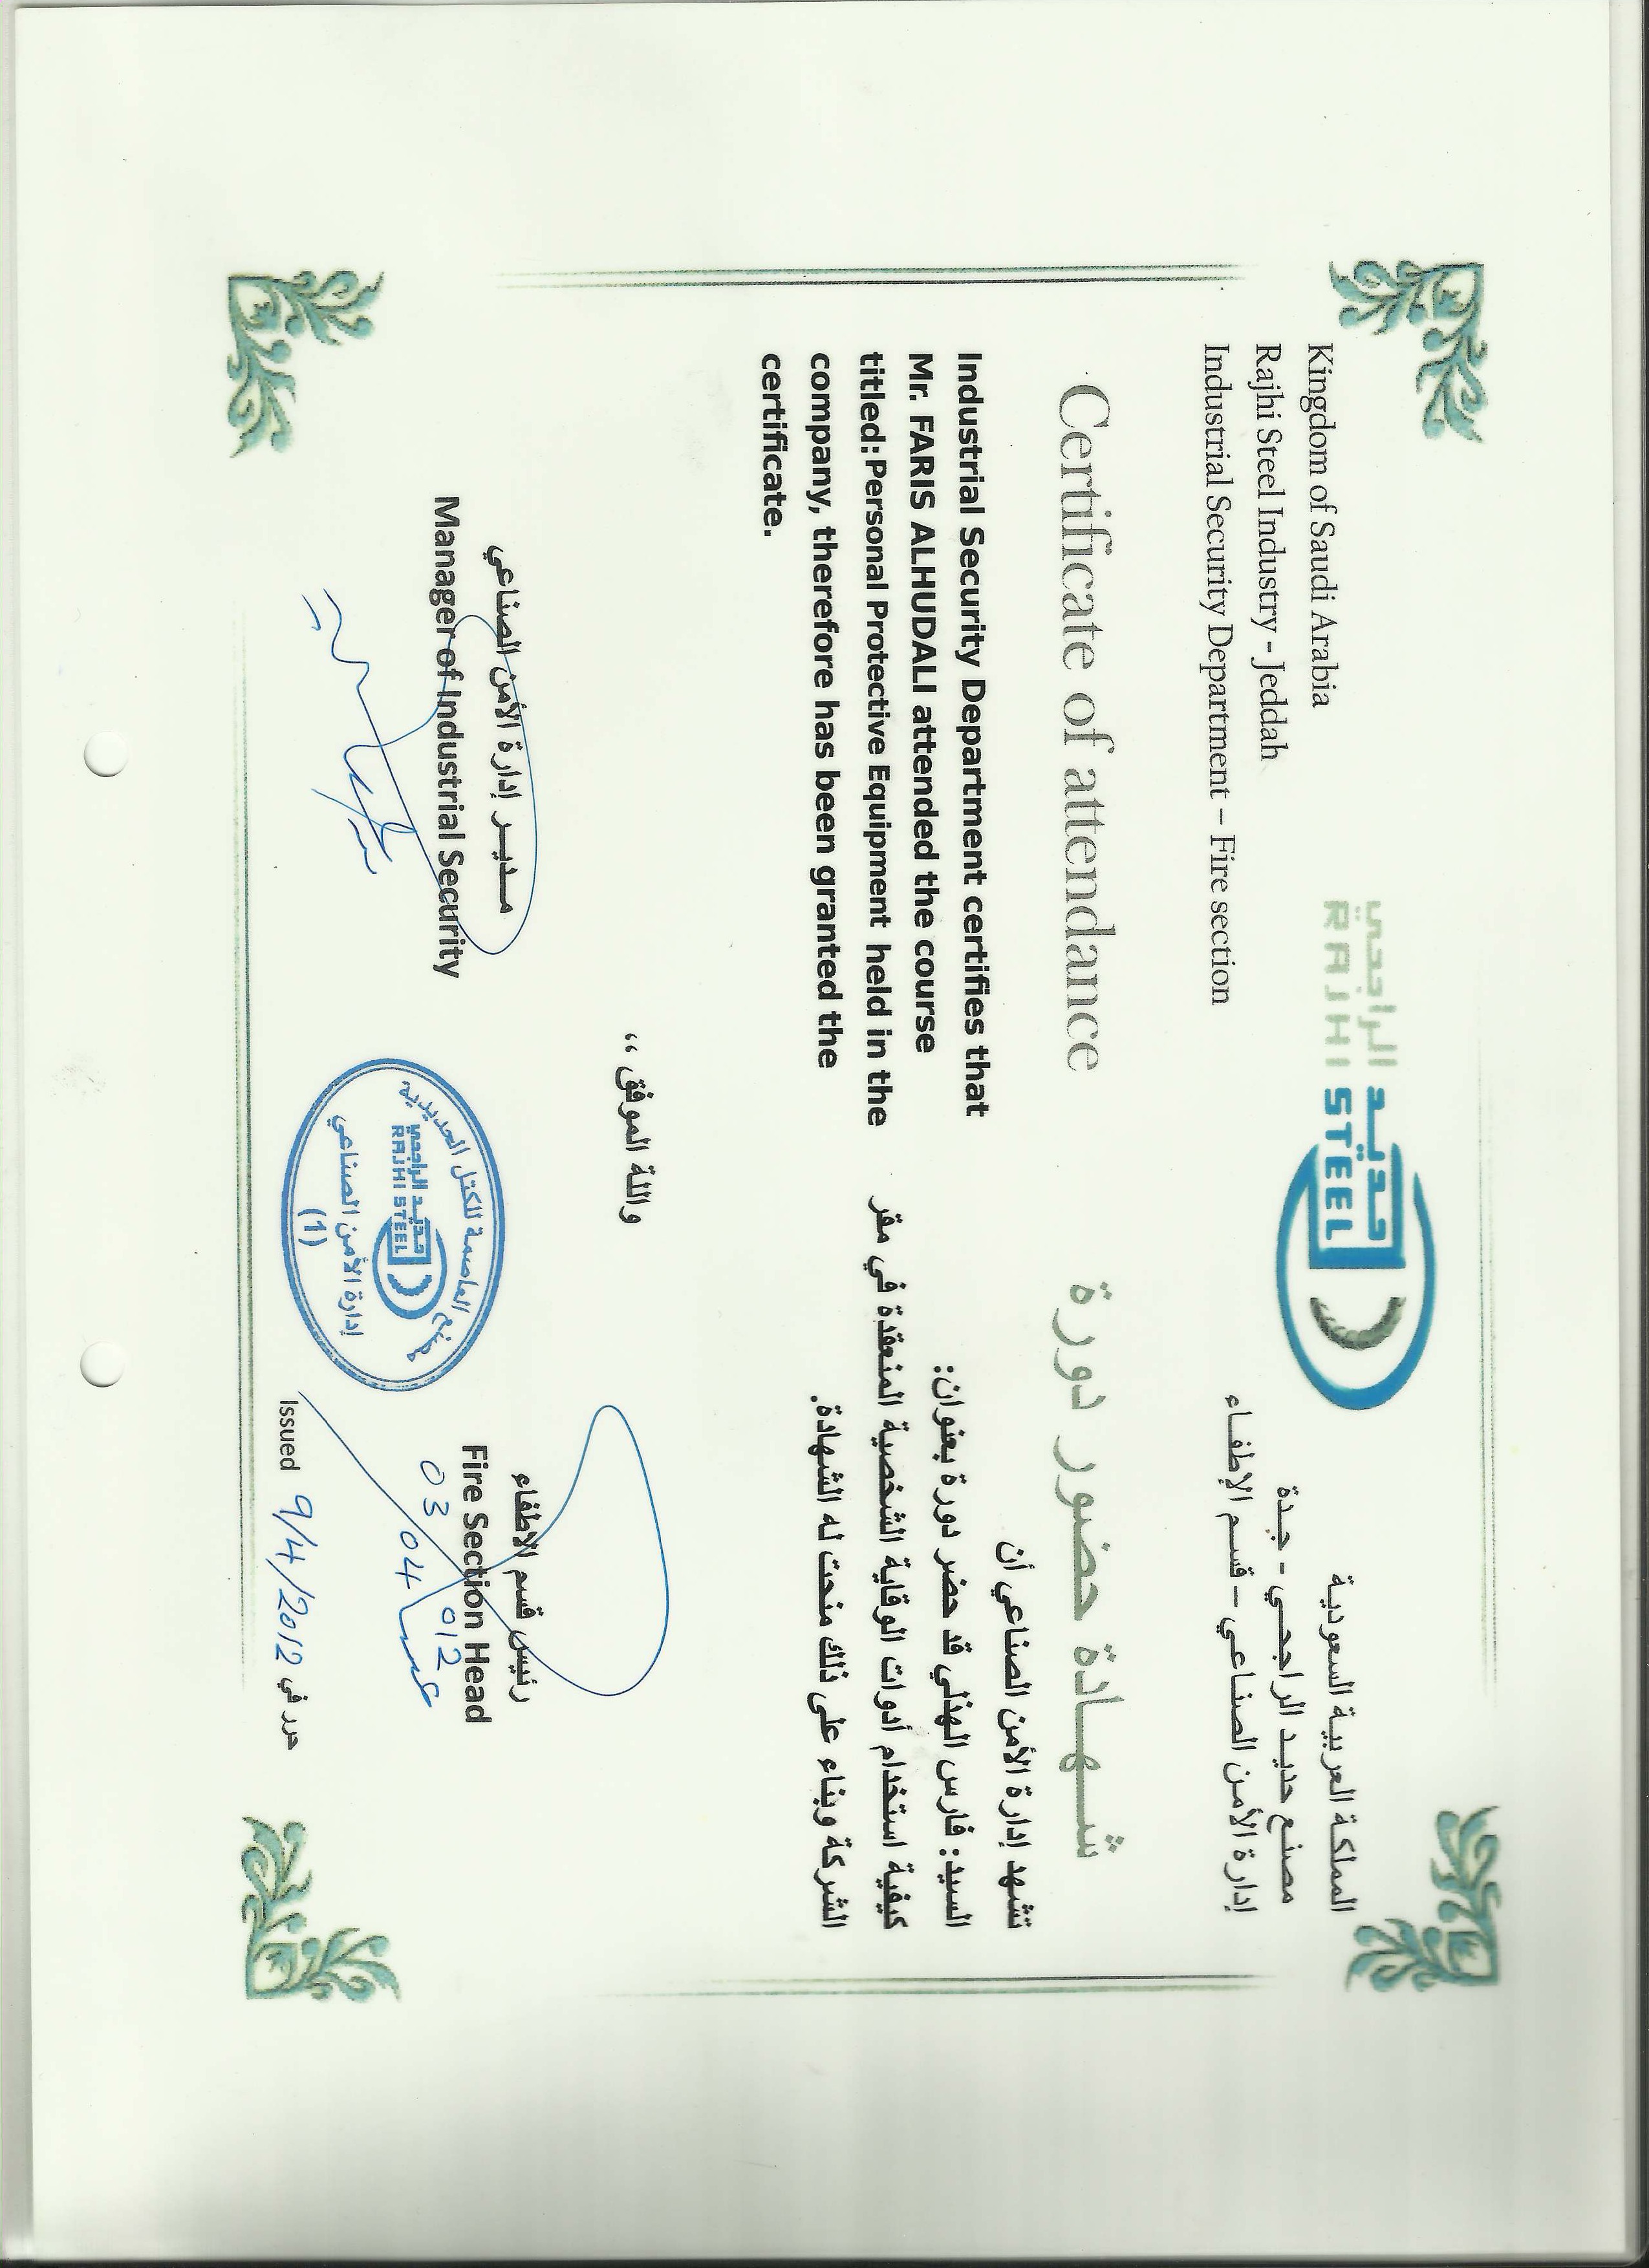 Kingdom of Saudi Arabia
Rajhi Steel Industry - Jeddah
Industrial Security Department – Fire section
الراجحي حديد
RAJHI STEEL
المملكة العربية السعودية
مصنع حديد الراجحي - جدة
إدارة الأمن الصناعي – قسم الإطفاء
Certificate of attendance
شهادة حضور دورة
Industrial Security Department certifies that
Mr. FARIS ALHUDALI attended the course
titled: Personal Protective Equipment held in the
company, therefore has been granted the
certificate.
تشهد إدارة الأمن الصناعي أن
السيد: فارس الهذلي قد حضر دورة بعنوان:
كيفية استخدام أدوات الوقاية الشخصية المنعقدة في مقر
الشركة وبناء على ذلك منحت له الشهادة.
والله الموفق ،،
مدير إدارة الأمن الصناعي
Manager of Industrial Security
مصنع العاصمة للكتل الحديدية
حديد الراجحي
RAJHI STEEL
إدارة الأمن الصناعي
(1)
رئيس قسم الاطفاء
Fire Section Head
03 04 012
Issued 9/4/2012 حرر في